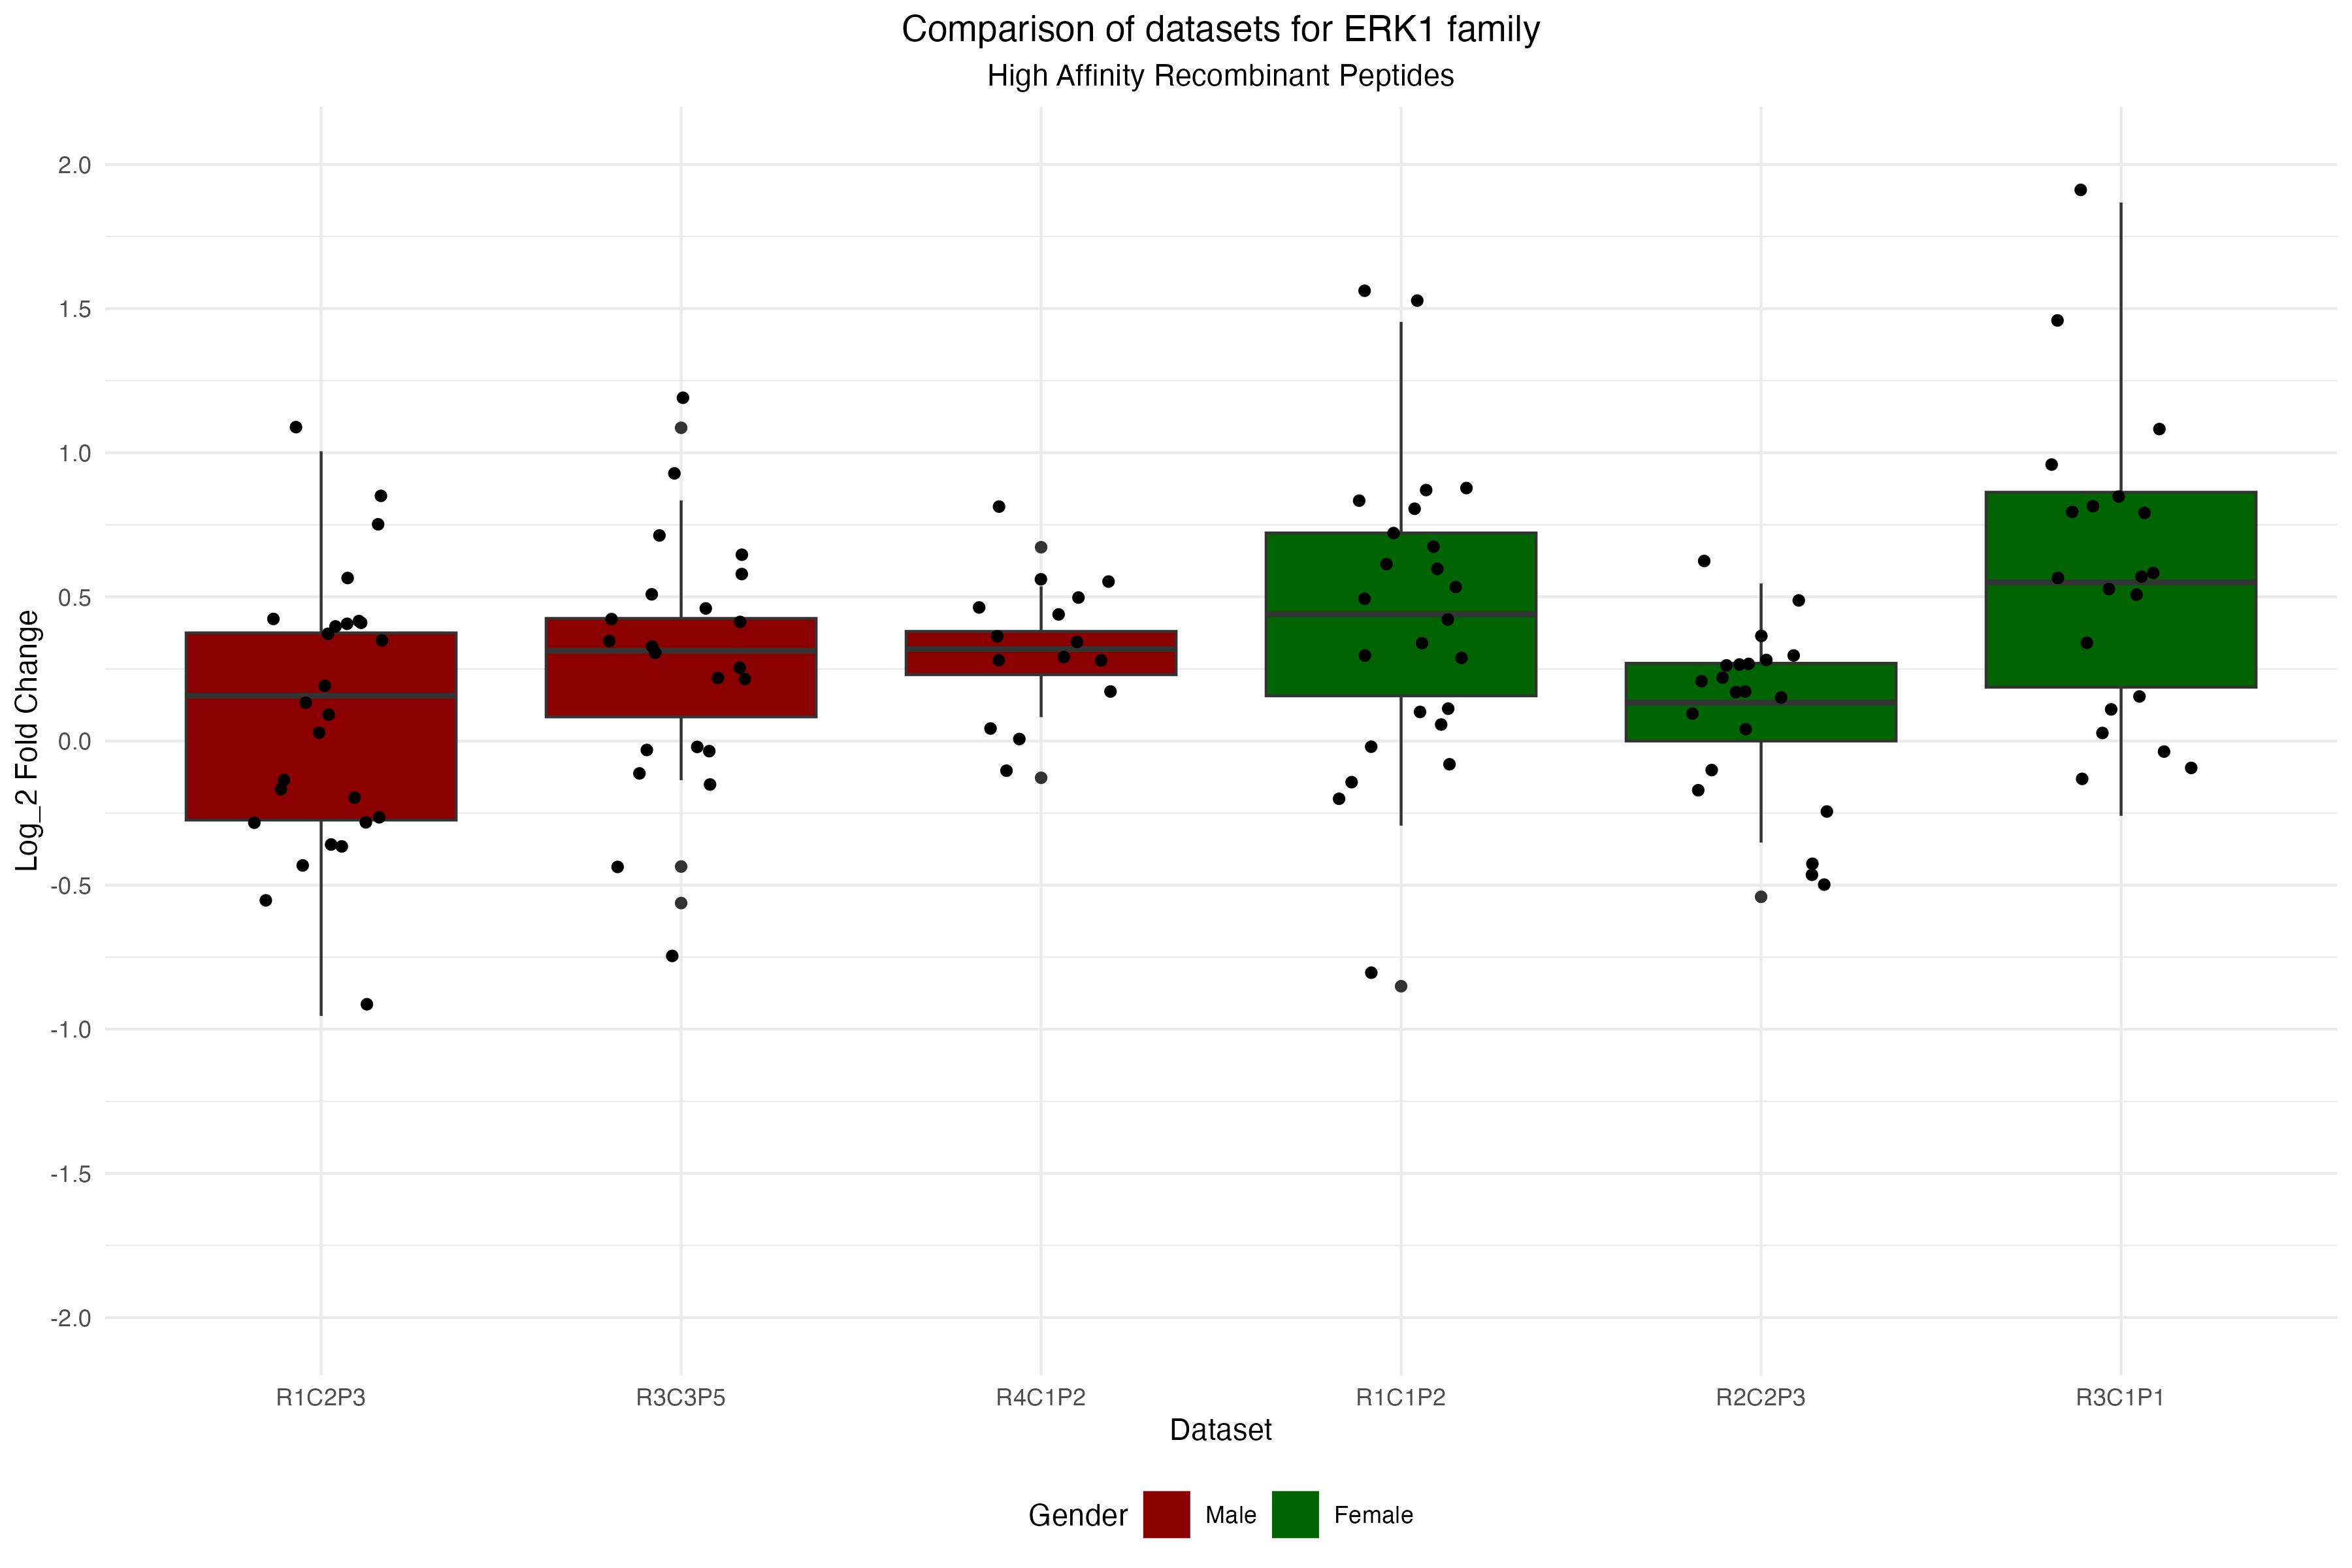 Comparison of datasets for ERK1 family
High Affinity Recombinant Peptides
Log_2 Fold Change
2.0
1.5
1.0
0.5
0.0
-0.5
-1.0
-1.5
-2.0
R1C2P3 R3C3P5 R4C1P2 R1C1P2 R2C2P3 R3C1P1
Dataset
Gender Male Female